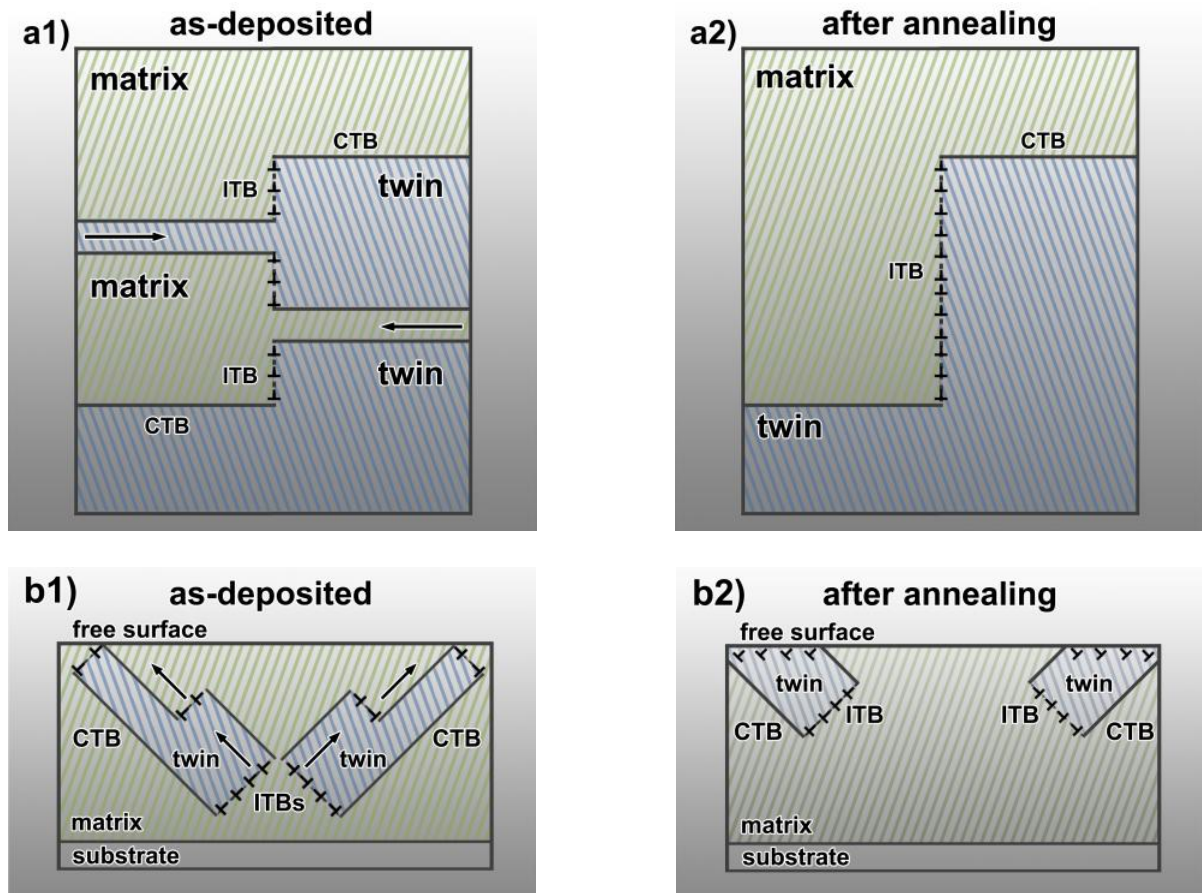 a1)
as-deposited
matrix
CTB
ITB
twin
matrix
ITB
twin
CTB
a2)
after annealing
matrix
CTB
ITB
twin
b1)
as-deposited
free surface
CTB
twin
twin
CTB
ITBs
matrix
substrate
b2)
after annealing
free surface
twin
twin
CTB
ITB
ITB
CTB
matrix
substrate